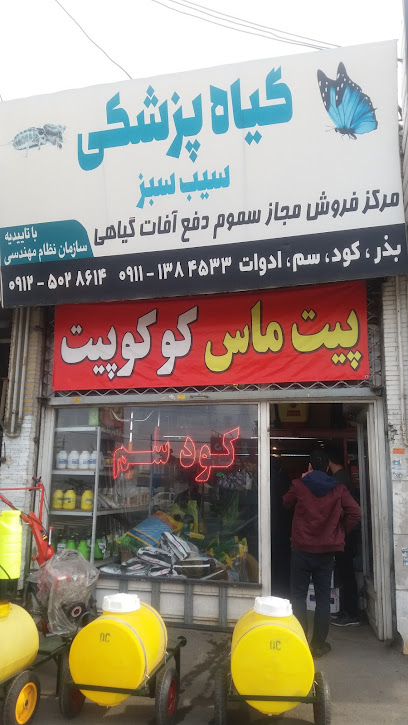 گیاه پزشکی
سیب سبز
مرکز فروش مجاز سموم دفع آفات گیاهی
با تاییدیه
سازمان نظام مهندسی
بذر، کود، سم، ادوات ۰۹۱۱-۱۳۸۴۵۳۳ ۰۹۱۲-۵۰۲۸۶۱۴
پیت ماس کوکوپیت
کود سم